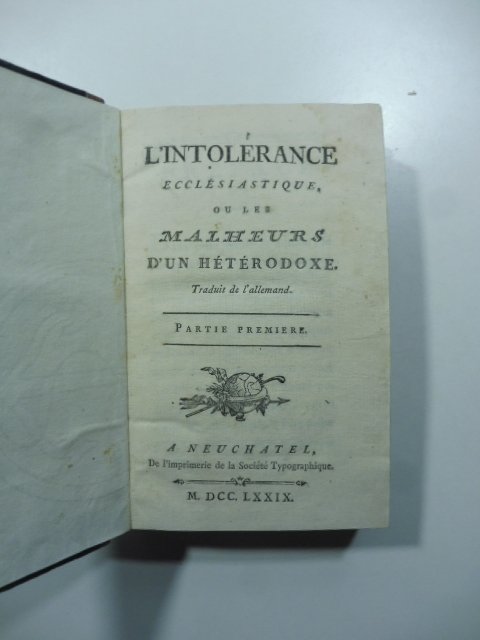 L'INTOLÉRANCE
ECCLÉSIASTIQUE,
OU LES
MALHEURS
D'UN HÉTÉRODOXE.
Traduit de l'allemand.
PARTIE PREMIERE.
A NEUCHATEL,
De l'Imprimerie de la Société Typographique.
M. DCC. LXXIX.